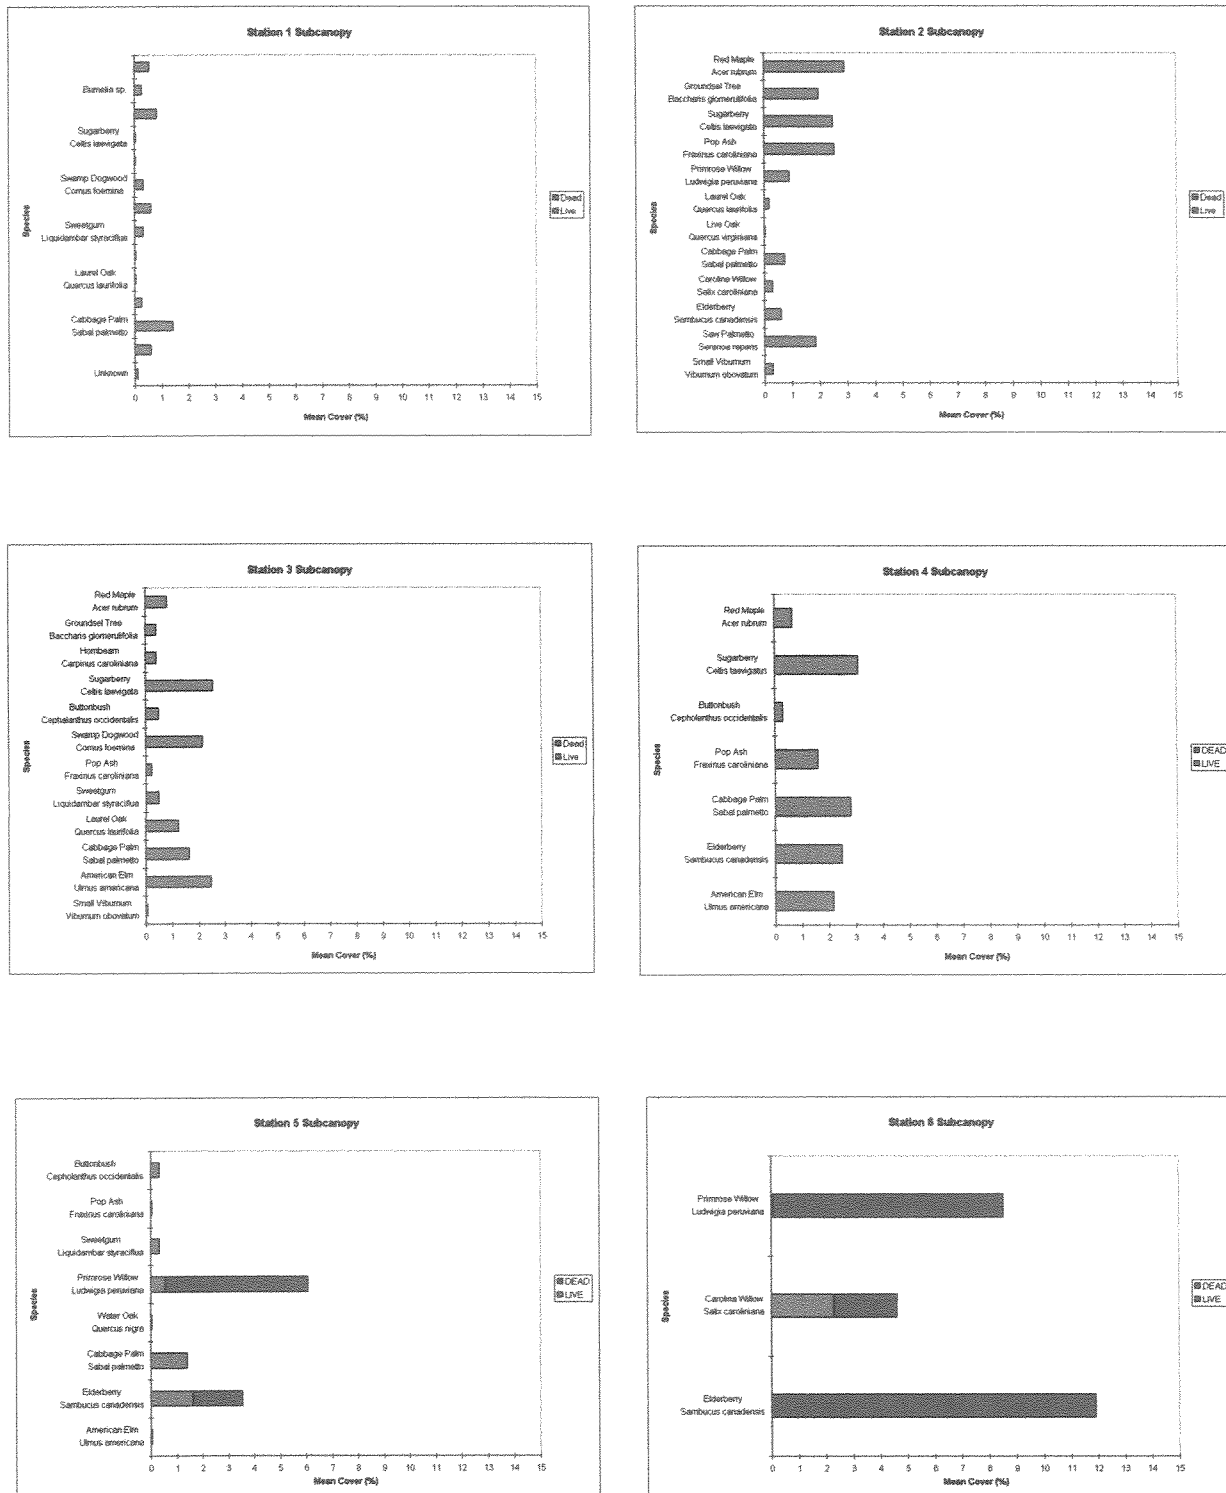 Station 1 Subcanopy
Species
Bumelia sp.
Sugarberry
Celtis laevigata
Swamp Dogwood
Cornus foemina
Sweetgum
Liquidambar styraciflua
Laurel Oak
Quercus laurifolia
Cabbage Palm
Sabal palmetto
Unknown
0 1 2 3 4 5 6 7 8 9 10 11 12 13 14 15
Mean Cover (%)
Dead
Live
Station 2 Subcanopy
Species
Red Maple
Acer rubrum
Groundsel Tree
Baccharis glomerulifolia
Sugarberry
Celtis laevigata
Pop Ash
Fraxinus caroliniana
Primrose Willow
Ludwigia peruviana
Laurel Oak
Quercus laurifolia
Live Oak
Quercus virginiana
Cabbage Palm
Sabal palmetto
Carolina Willow
Salix caroliniana
Elderberry
Sambucus canadensis
Saw Palmetto
Serenoa repens
Small Viburnum
Viburnum obovatum
0 1 2 3 4 5 6 7 8 9 10 11 12 13 14 15
Mean Cover (%)
Dead
Live
Station 3 Subcanopy
Species
Red Maple
Acer rubrum
Groundsel Tree
Baccharis glomerulifolia
Hornbeam
Carpinus caroliniana
Sugarberry
Celtis laevigata
Buttonbush
Cephalanthus occidentalis
Swamp Dogwood
Cornus foemina
Pop Ash
Fraxinus caroliniana
Sweetgum
Liquidambar styraciflua
Laurel Oak
Quercus laurifolia
Cabbage Palm
Sabal palmetto
American Elm
Ulmus americana
Small Viburnum
Viburnum obovatum
0 1 2 3 4 5 6 7 8 9 10 11 12 13 14 15
Mean Cover (%)
Dead
Live
Station 4 Subcanopy
Species
Red Maple
Acer rubrum
Sugarberry
Celtis laevigatus
Buttonbush
Cepholanthus occidentalis
Pop Ash
Fraxinus caroliniana
Cabbage Palm
Sabal palmetto
Elderberry
Sambucus canadensis
American Elm
Ulmus americana
0 1 2 3 4 5 6 7 8 9 10 11 12 13 14 15
Mean Cover (%)
DEAD
LIVE
Station 5 Subcanopy
Species
Buttonbush
Cepholanthus occidentalis
Pop Ash
Fraxinus caroliniana
Sweetgum
Liquidambar styraciflua
Primrose Willow
Ludwigia peruviana
Water Oak
Quercus nigra
Cabbage Palm
Sabal palmetto
Elderberry
Sambucus canadensis
American Elm
Ulmus americana
0 1 2 3 4 5 6 7 8 9 10 11 12 13 14 15
Mean Cover (%)
DEAD
LIVE
Station 6 Subcanopy
Species
Primrose Willow
Ludwigia peruviana
Carolina Willow
Salix caroliniana
Elderberry
Sambucus canadensis
0 1 2 3 4 5 6 7 8 9 10 11 12 13 14 15
Mean Cover (%)
DEAD
LIVE